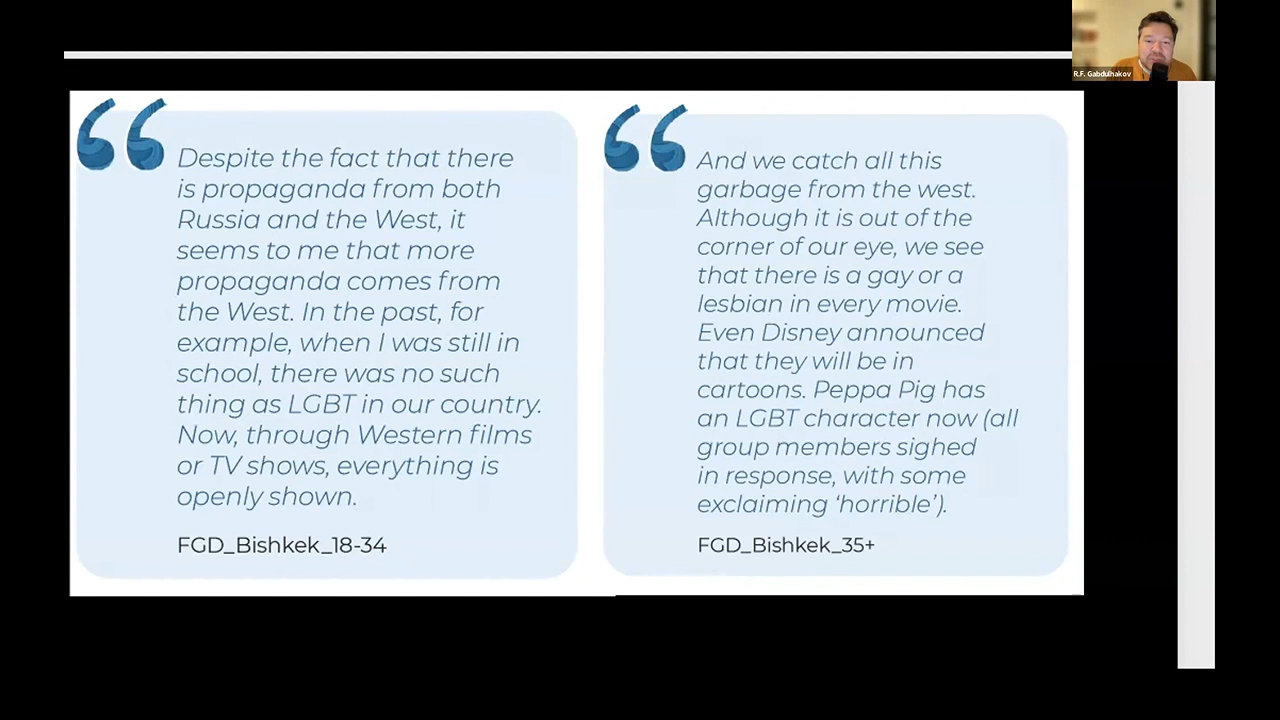 R.F. Gabdulhakov
Despite the fact that there
is propaganda from both
Russia and the West, it
seems to me that more
propaganda comes from
the West. In the past, for
example, when I was still in
school, there was no such
thing as LGBT in our country.
Now, through Western films
or TV shows, everything is
openly shown.
FGD_Bishkek_18-34
And we catch all this
garbage from the west.
Although it is out of the
corner of our eye, we see
that there is a gay or a
lesbian in every movie.
Even Disney announced
that they will be in
cartoons. Peppa Pig has
an LGBT character now (all
group members sighed
in response, with some
exclaiming ‘horrible’).
FGD_Bishkek_35+